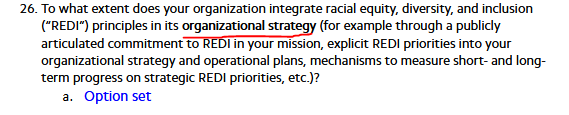 26. To what extent does your organization integrate racial equity, diversity, and inclusion
("REDI") principles in its organizational strategy (for example through a publicly
articulated commitment to REDI in your mission, explicit REDI priorities into your
organizational strategy and operational plans, mechanisms to measure short- and long-
term progress on strategic REDI priorities, etc.)?
a. Option set